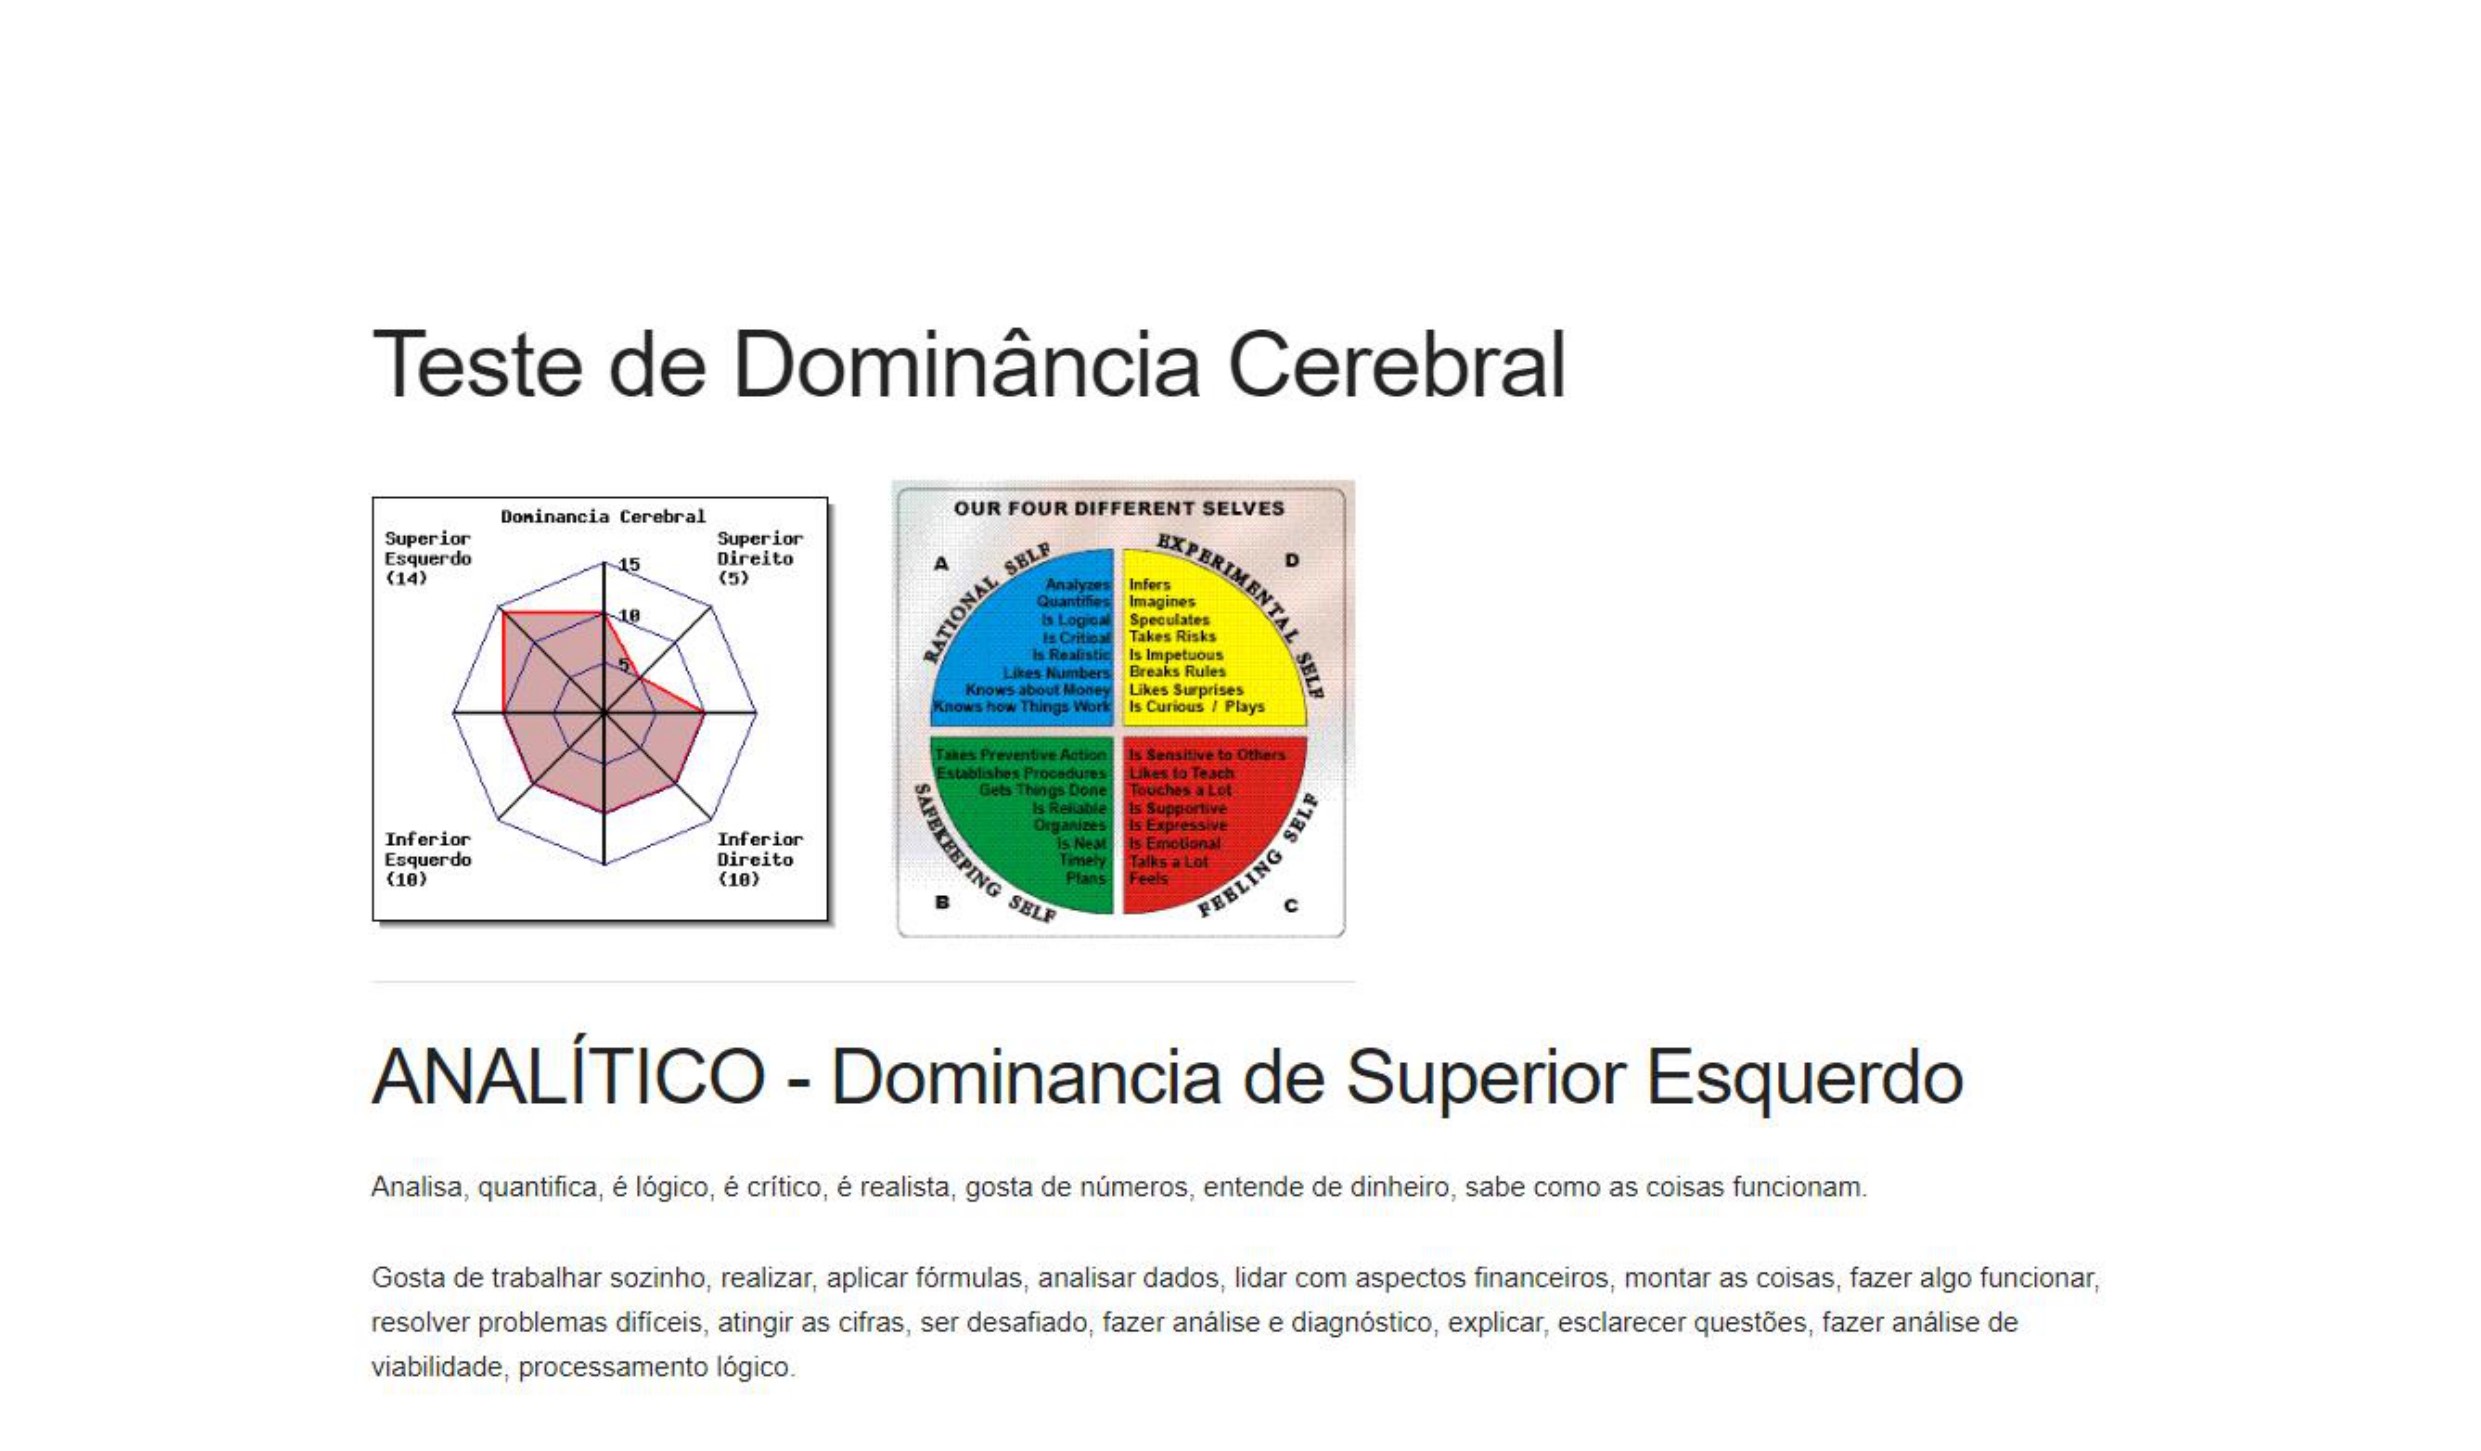 Teste de Dominância Cerebral
Dominancia Cerebral
Superior
Esquerdo
(14)
Superior
Direito
(5)
15
10
5
Inferior
Esquerdo
(10)
Inferior
Direito
(10)
OUR FOUR DIFFERENT SELVES
A
RATIONAL SELF
Analyzes
Quantifies
Is Logical
Is Critical
Is Realistic
Likes Numbers
Knows about Money
Knows how Things Work
D
EXPERIMENTAL SELF
Infers
Imagines
Speculates
Takes Risks
Is Impetuous
Breaks Rules
Likes Surprises
Is Curious / Plays
Takes Preventive Action
Establishes Procedures
Gets Things Done
Is Reliable
Organizes
Is Neat
Timely
Plans
B
SAFEKEEPING SELF
Is Sensitive to Others
Likes to Teach
Touches a Lot
Is Supportive
Is Expressive
Is Emotional
Talks a Lot
Feels
C
FEELING SELF
ANALÍTICO - Dominancia de Superior Esquerdo
Analisa, quantifica, é lógico, é crítico, é realista, gosta de números, entende de dinheiro, sabe como as coisas funcionam.
Gosta de trabalhar sozinho, realizar, aplicar fórmulas, analisar dados, lidar com aspectos financeiros, montar as coisas, fazer algo funcionar,
resolver problemas difíceis, atingir as cifras, ser desafiado, fazer análise e diagnóstico, explicar, esclarecer questões, fazer análise de
viabilidade, processamento lógico.